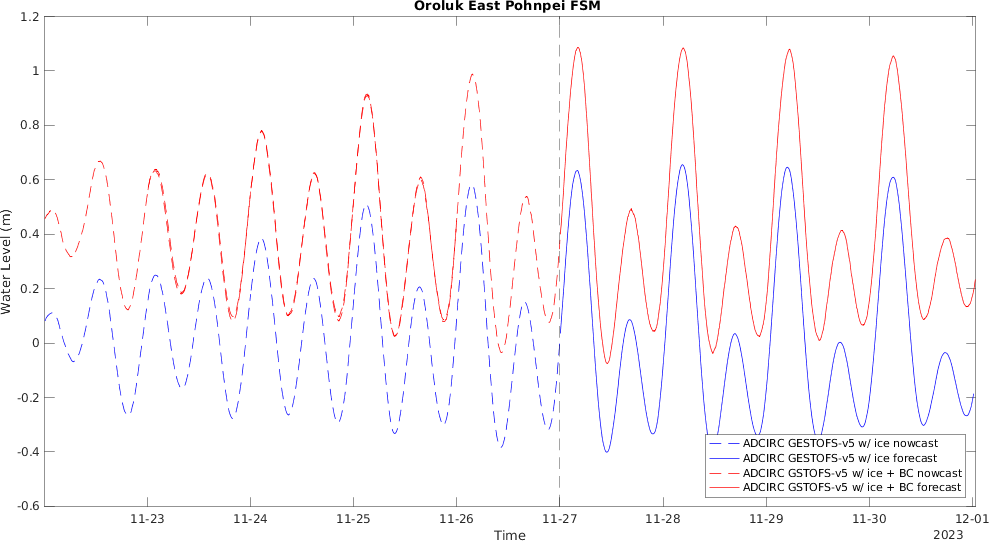 Oroluk East Pohnpei FSM
1.2
1
0.8
0.6
0.4
0.2
0
-0.2
-0.4
-0.6
Water Level (m)
ADCIRC GESTOFS-v5 w/ ice nowcast
ADCIRC GESTOFS-v5 w/ ice forecast
ADCIRC GSTOFS-v5 w/ ice + BC nowcast
ADCIRC GSTOFS-v5 w/ ice + BC forecast
11-23 11-24 11-25 11-26 11-27 11-28 11-29 11-30 12-01
Time
2023